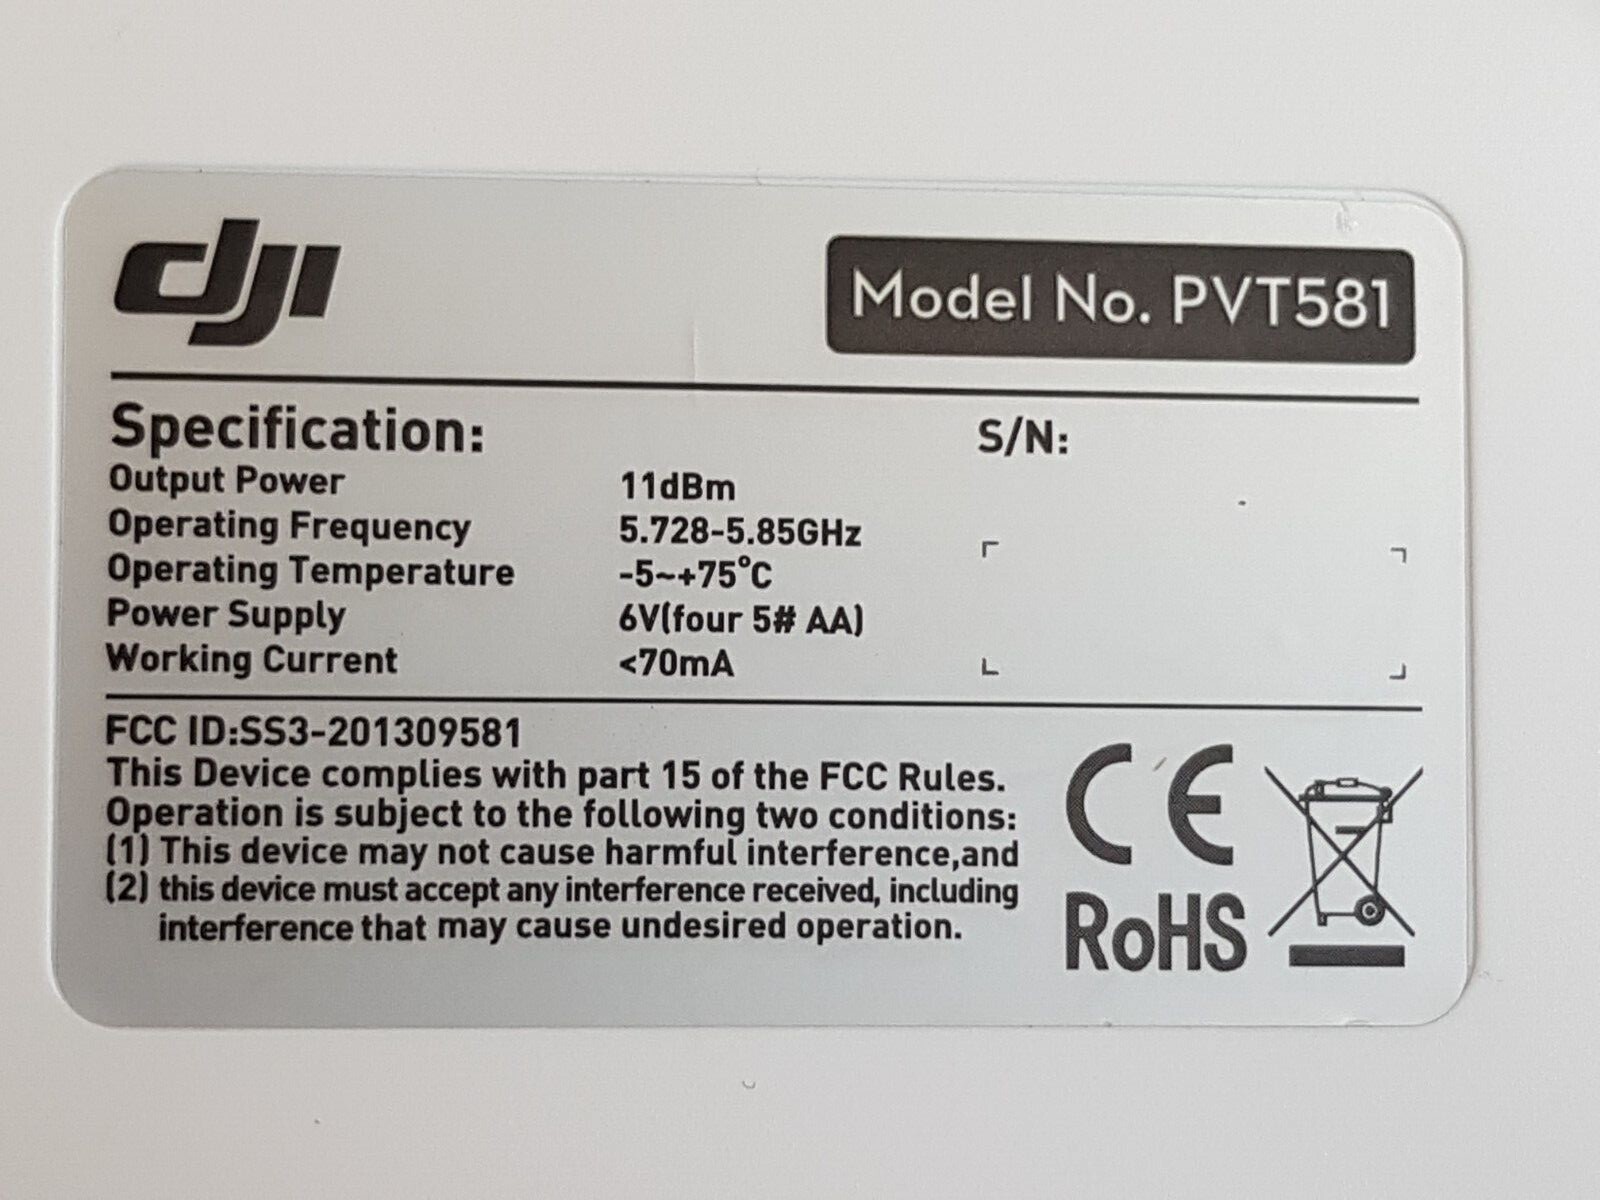 dji
Model No. PVT581
Specification:
S/N:
Output Power 11dBm
Operating Frequency 5.728-5.85GHz
Operating Temperature -5~+75°C
Power Supply 6V(four 5# AA)
Working Current <70mA
FCC ID:SS3-201309581
This Device complies with part 15 of the FCC Rules.
Operation is subject to the following two conditions:
(1) This device may not cause harmful interference,and
(2) this device must accept any interference received, including
interference that may cause undesired operation.
CE
RoHS